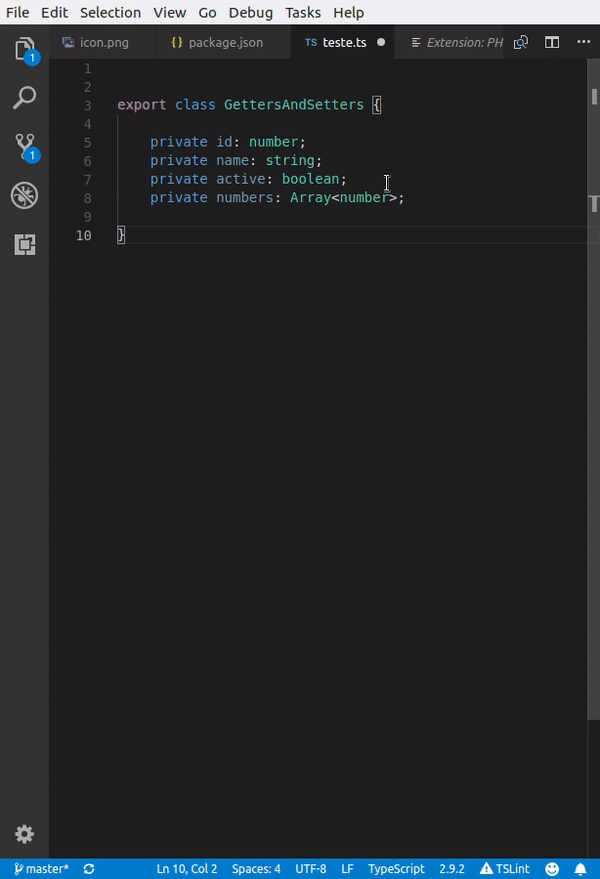 File Edit Selection View Go Debug Tasks Help
icon.png {} package.json TS teste.ts Extension: PH
1
2
3 export class GettersAndSetters {
4
5 private id: number;
6 private name: string;
7 private active: boolean;
8 private numbers: Array<number>;
9
10 }
1
1
master* Ln 10, Col 2 Spaces: 4 UTF-8 LF TypeScript 2.9.2 TSLint